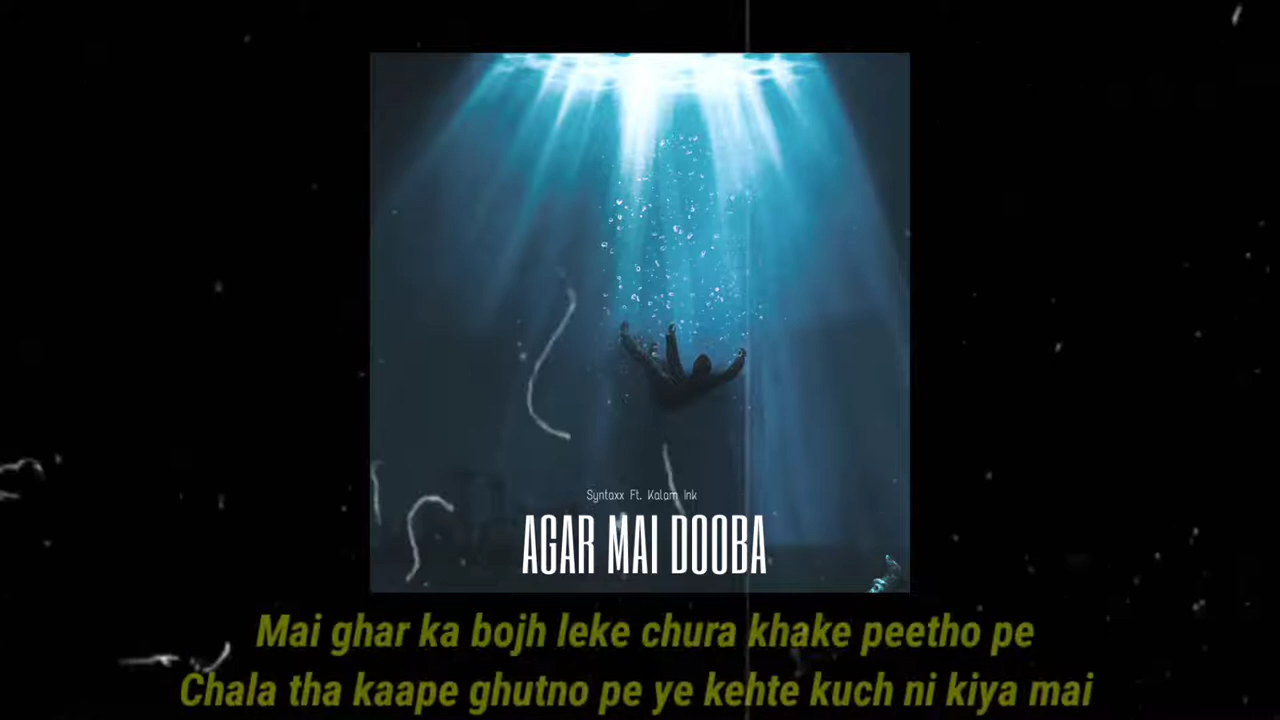 Syntaxx Ft. Kalam Ink
AGAR MAI DOOBA
Mai ghar ka bojh leke chura khake peetho pe
Chala tha kaape ghutno pe ye kehte kuch ni kiya mai